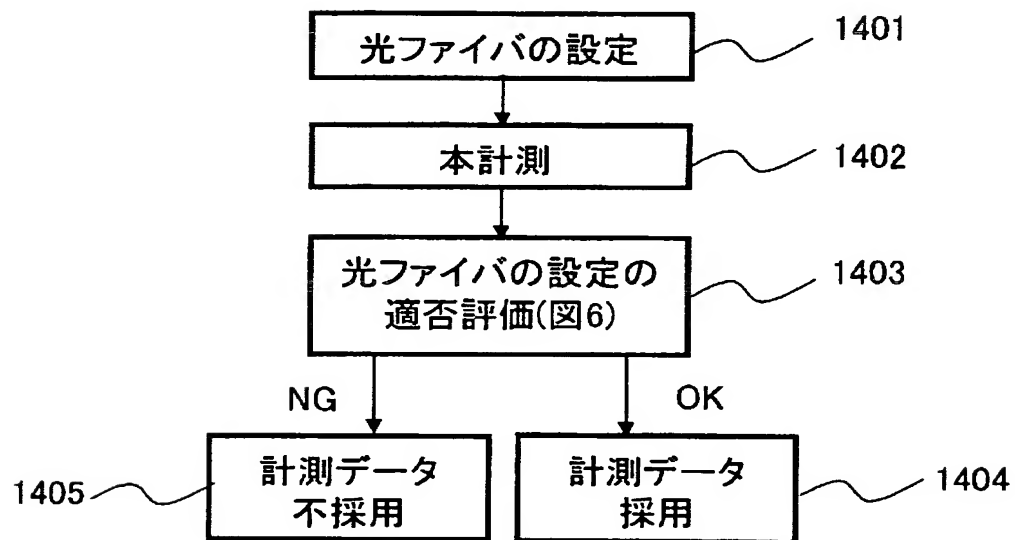 光ファイバの設定
1401
本計測
1402
光ファイバの設定の
適否評価(図6)
1403
NG
OK
計測データ
不採用
1405
計測データ
採用
1404